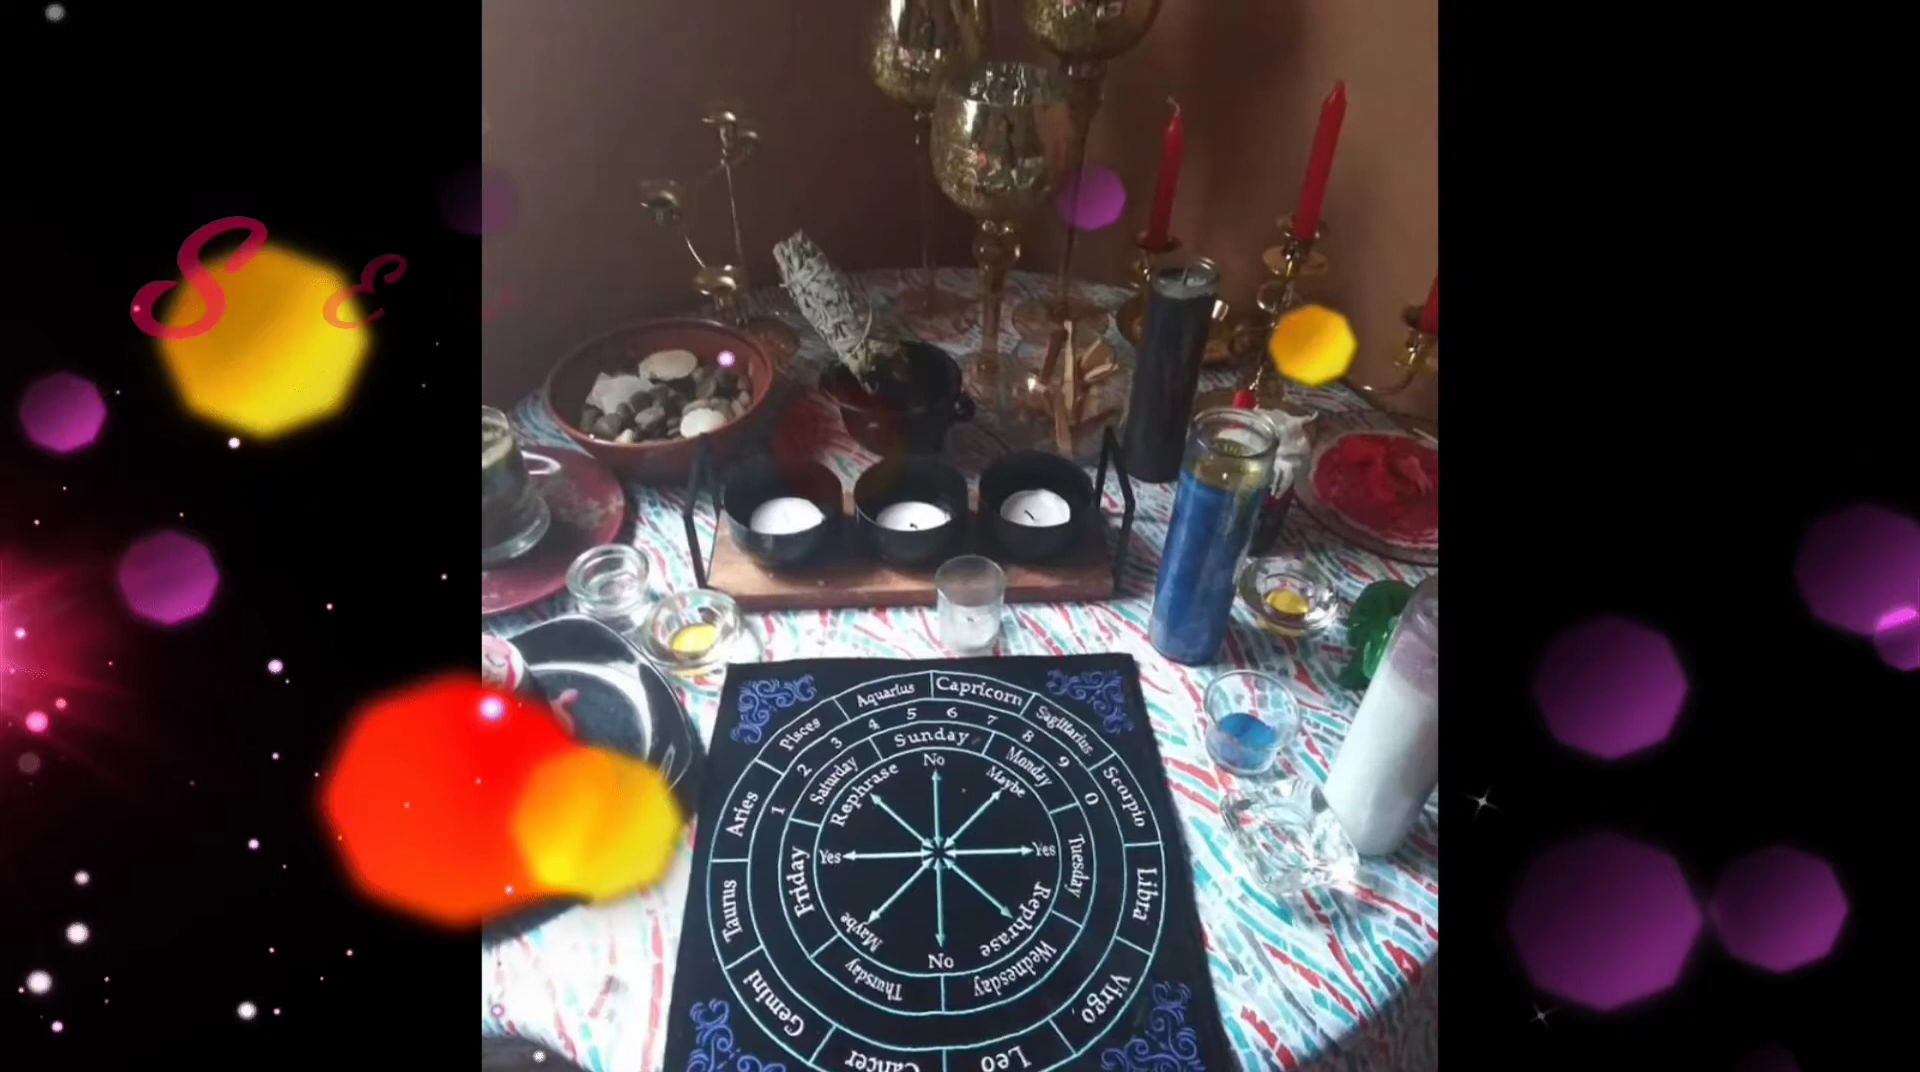 S e
Aquarius Capricorn Sagittarius Scorpio Libra Virgo Leo Cancer Gemini Taurus Aries Pisces
1 2 3 4 5 6 7 8 9 0
Sunday Monday Tuesday Wednesday Thursday Friday Saturday
No Maybe Yes Rephrase No Maybe Yes Rephrase